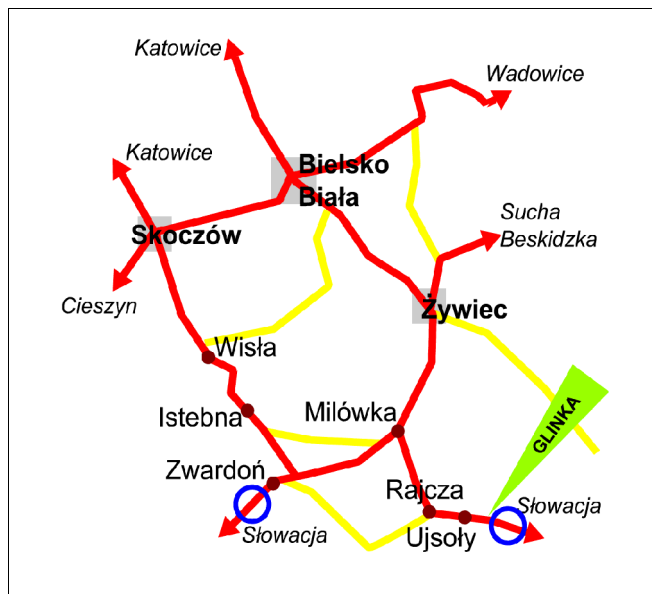 Katowice
Wadowice
Katowice
Bielsko
Biała
Sucha
Beskidzka
Skoczów
Cieszyn
Żywiec
Wisła
Istebna
Milówka
GLINKA
Zwardoń
Rajcza
Słowacja
Słowacja
Ujsoły